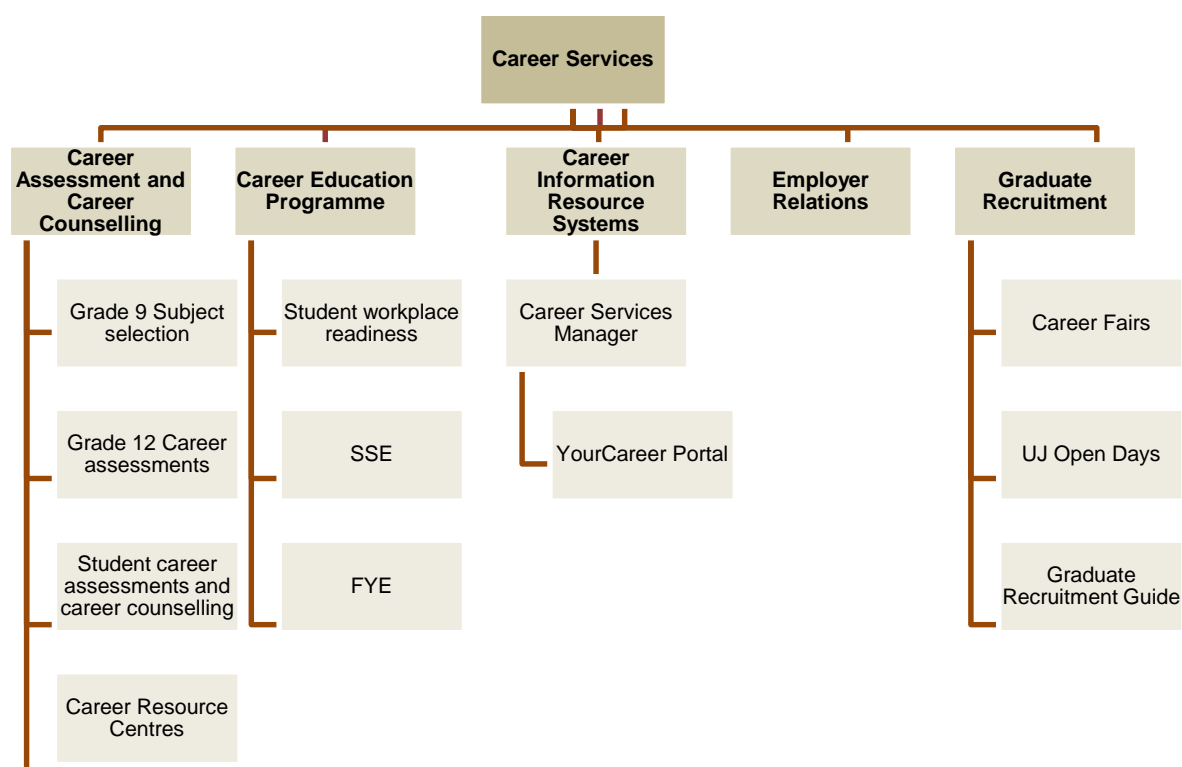 Career Services
Career
Assessment and
Career
Counselling
Career Education
Programme
Career
Information
Resource
Systems
Employer
Relations
Graduate
Recruitment
Grade 9 Subject
selection
Grade 12 Career
assessments
Student career
assessments and
career counselling
Career Resource
Centres
Student workplace
readiness
SSE
FYE
Career Services
Manager
YourCareer Portal
Career Fairs
UJ Open Days
Graduate
Recruitment Guide